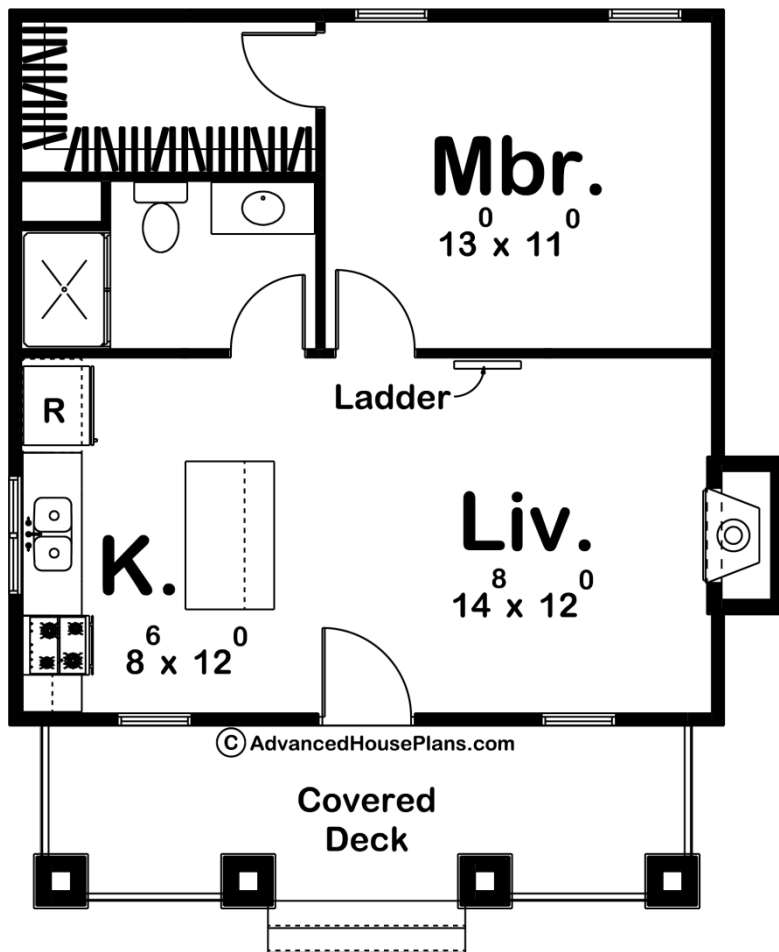 Mbr.
13⁰ x 11⁰
Ladder
R
K.
8⁶ x 12⁰
Liv.
14⁸ x 12⁰
© AdvancedHousePlans.com
Covered
Deck